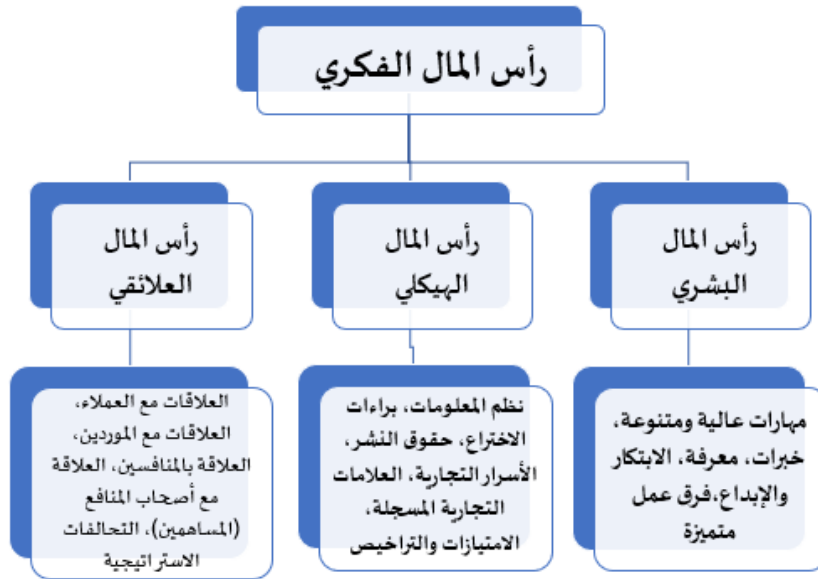 رأس المال الفكري
رأس المال
البشري
رأس المال
الهيكلي
رأس المال
العلائقي
مهارات عالية ومتنوعة،
خبرات، معرفة، الابتكار
والإبداع،فرق عمل
متميزة
نظم المعلومات، براءات
الاختراع، حقوق النشر،
الأسرار التجارية، العلامات
التجارية المسجلة،
الامتيازات والتراخيص
العلاقات مع العملاء،
العلاقات مع الموردين،
العلاقة بالمنافسين، العلاقة
مع أصحاب المنافع
(المساهمين)، التحالفات
الاستراتيجية